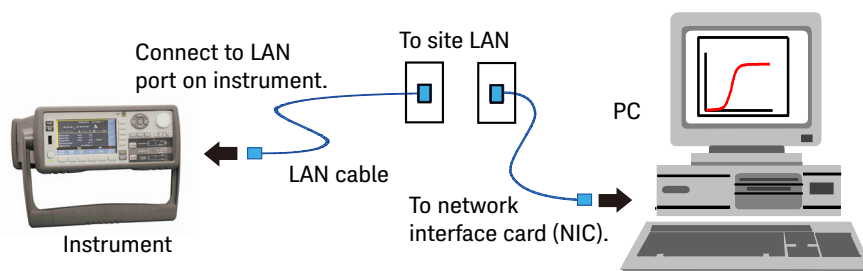 Connect to LAN
port on instrument.
To site LAN
PC
LAN cable
To network
interface card (NIC).
Instrument